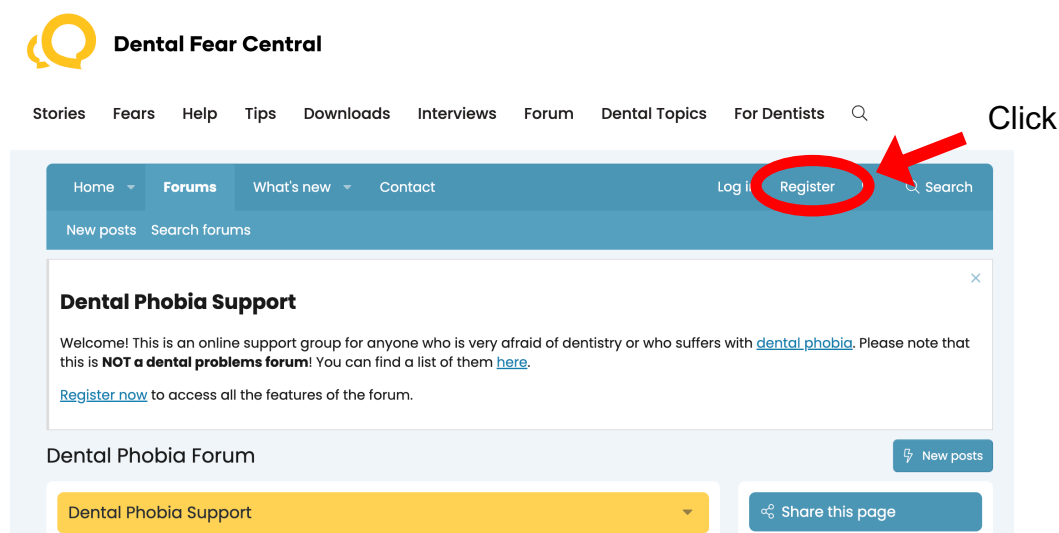 Dental Fear Central
Stories Fears Help Tips Downloads Interviews Forum Dental Topics For Dentists
Click
Home Forums What's new Contact Log i Register Search
New posts Search forums
Dental Phobia Support
Welcome! This is an online support group for anyone who is very afraid of dentistry or who suffers with dental phobia. Please note that
this is NOT a dental problems forum! You can find a list of them here.
Register now to access all the features of the forum.
Dental Phobia Forum
New posts
Dental Phobia Support
Share this page